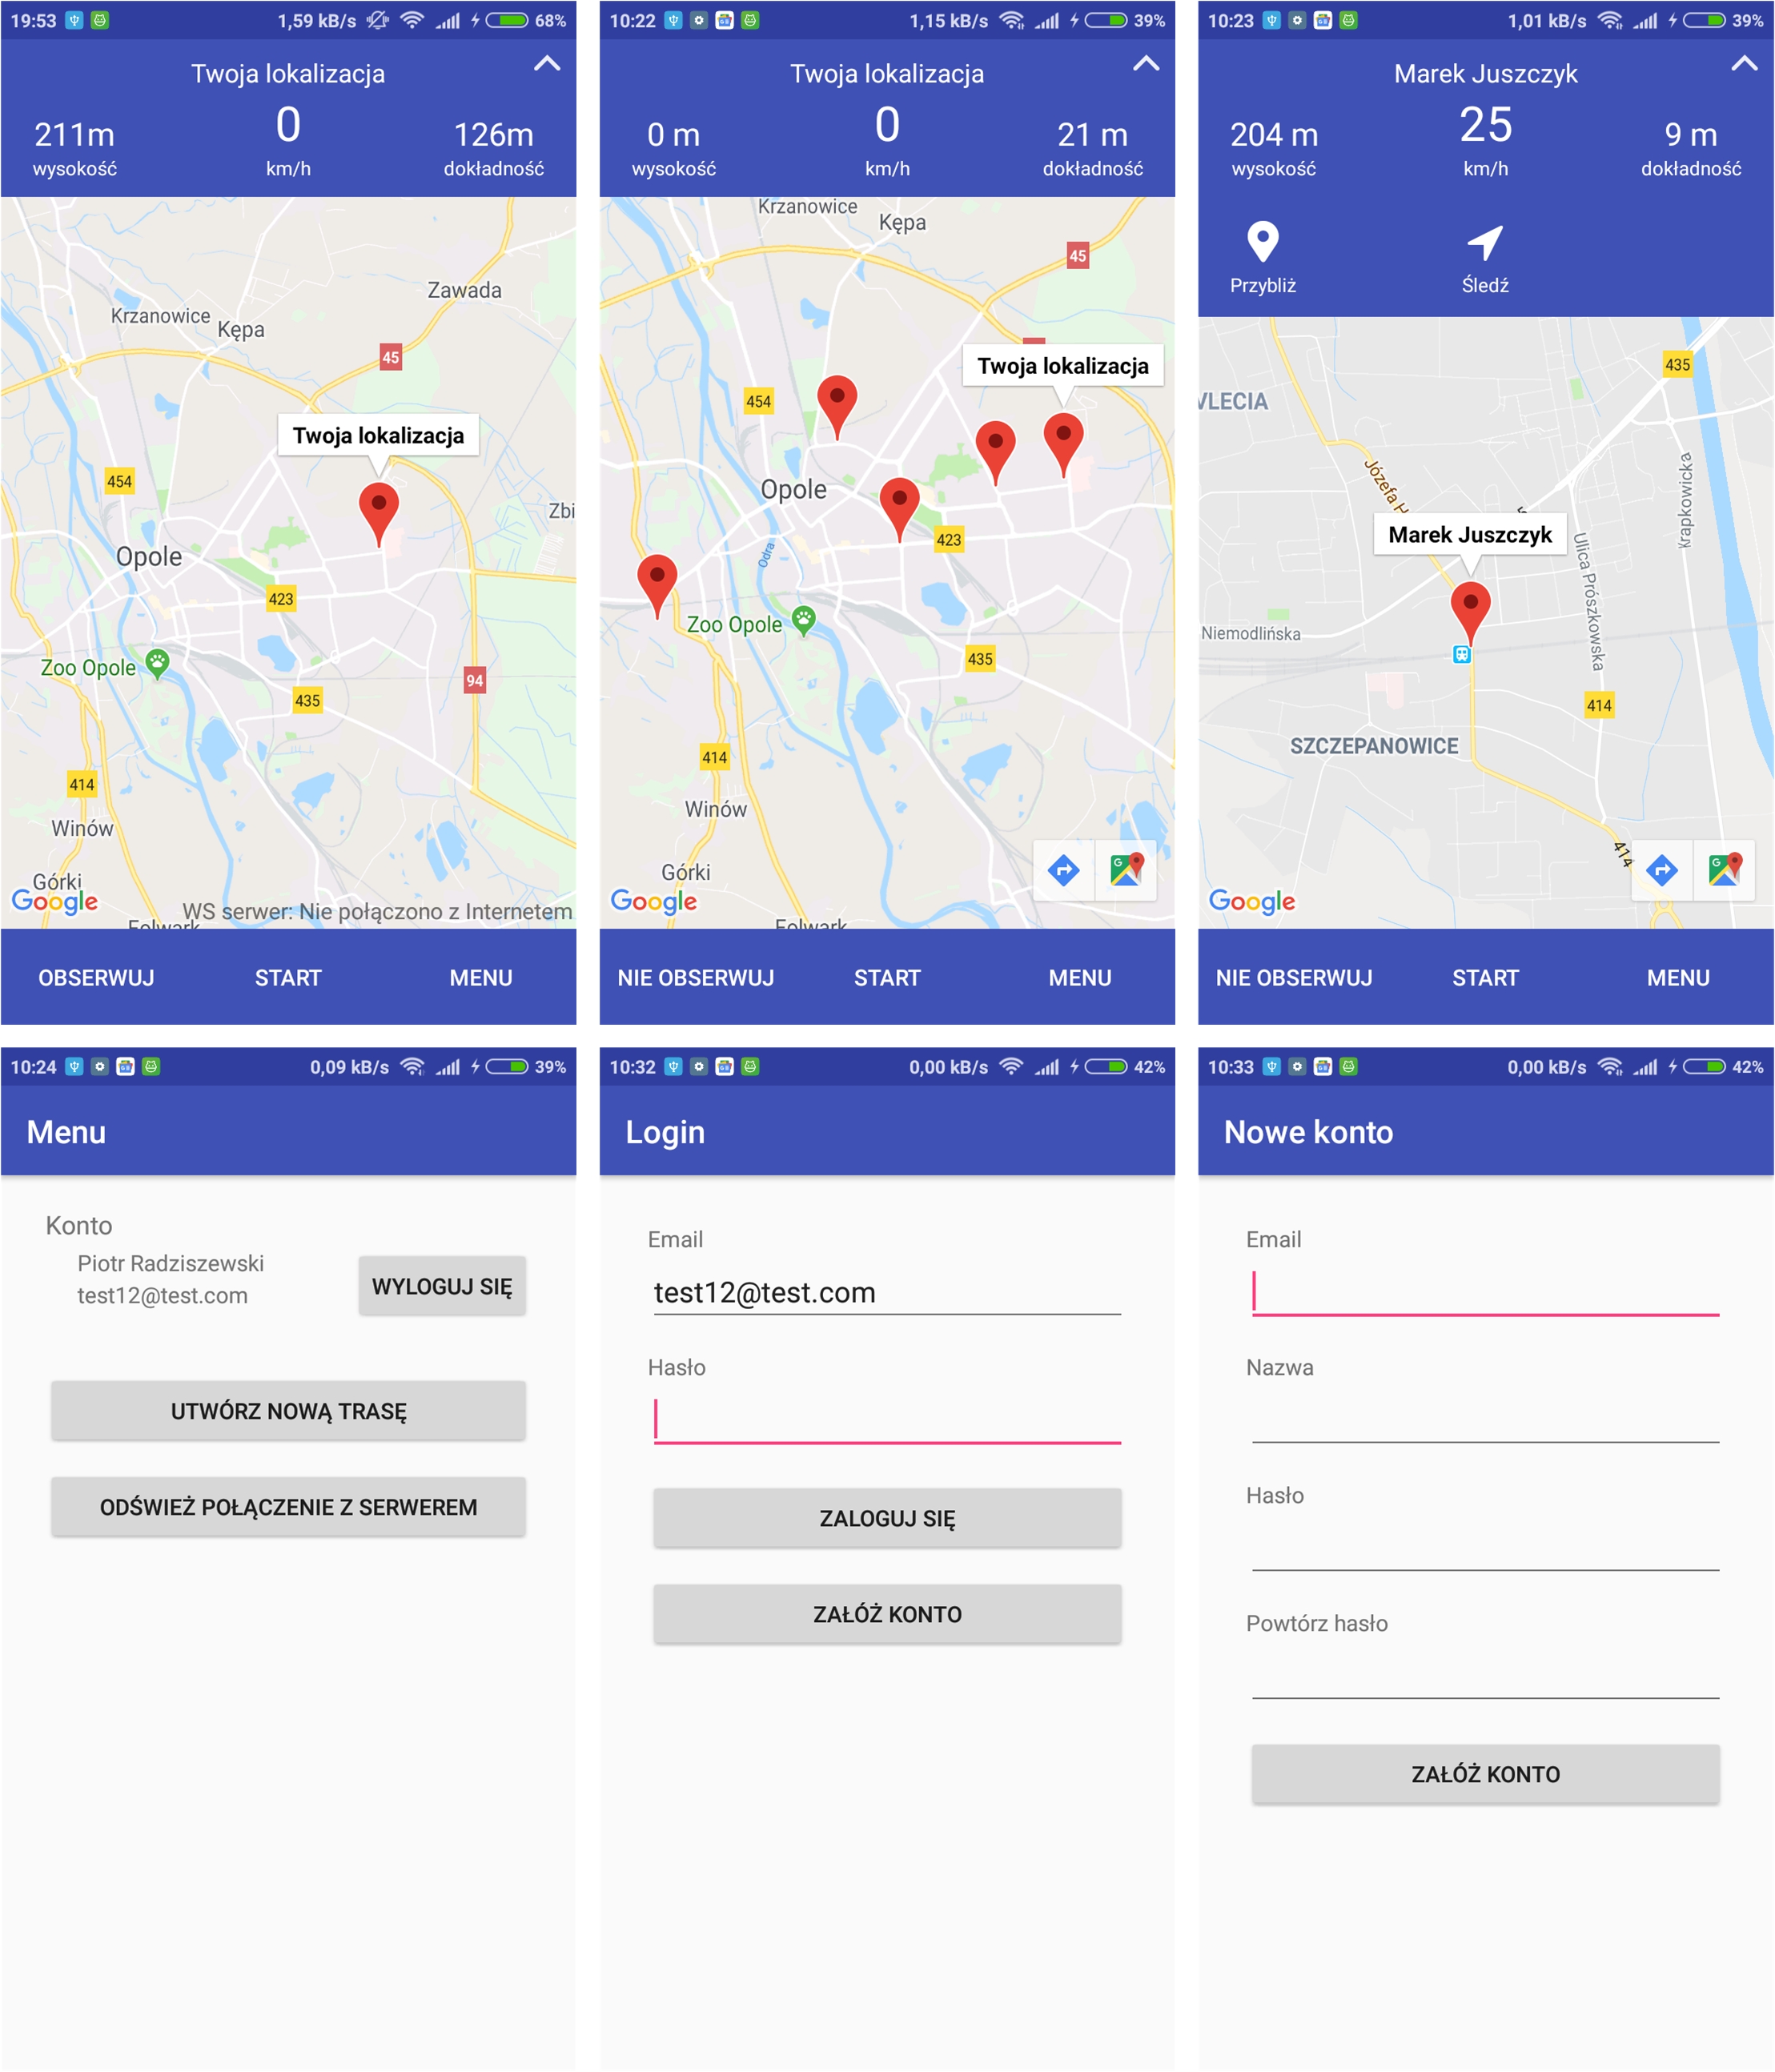 19:53 1,59 kB/s 68%
Twoja lokalizacja
211m 0 126m
wysokość km/h dokładność
Zawada
Krzanowice
Kępa
45
Twoja lokalizacja
454
Zbi
Opole
423
Zoo Opole
94
435
414
Winów
Górki
Google
WS serwer: Nie połączono z Internetem
Folwark
OBSERWUJ START MENU
10:22 1,15 kB/s 39%
Twoja lokalizacja
0 m 0 21 m
wysokość km/h dokładność
Krzanowice
Kępa
45
Twoja lokalizacja
454
Opole
423
Odra
Zoo Opole
435
414
Winów
Górki
Google
Folwark
NIE OBSERWUJ START MENU
10:23 1,01 kB/s 39%
Marek Juszczyk
204 m 25 9 m
wysokość km/h dokładność
Przybliż Śledź
435
VLECIA
Józefa H
Krapkowicka
Marek Juszczyk
Ulica Prószkowska
Niemodlińska
414
SZCZEPANOWICE
414
Google
NIE OBSERWUJ START MENU
10:24 0,09 kB/s 39%
Menu
Konto
Piotr Radziszewski
test12@test.com
WYLOGUJ SIĘ
UTWÓRZ NOWĄ TRASĘ
ODŚWIEŻ POŁĄCZENIE Z SERWEREM
10:32 0,00 kB/s 42%
Login
Email
test12@test.com
Hasło
ZALOGUJ SIĘ
ZAŁÓŻ KONTO
10:33 0,00 kB/s 42%
Nowe konto
Email
Nazwa
Hasło
Powtórz hasło
ZAŁÓŻ KONTO